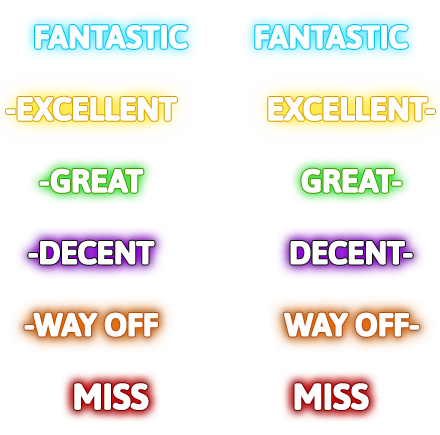 FANTASTIC FANTASTIC
-EXCELLENT EXCELLENT-
-GREAT GREAT-
-DECENT DECENT-
-WAY OFF WAY OFF-
MISS MISS